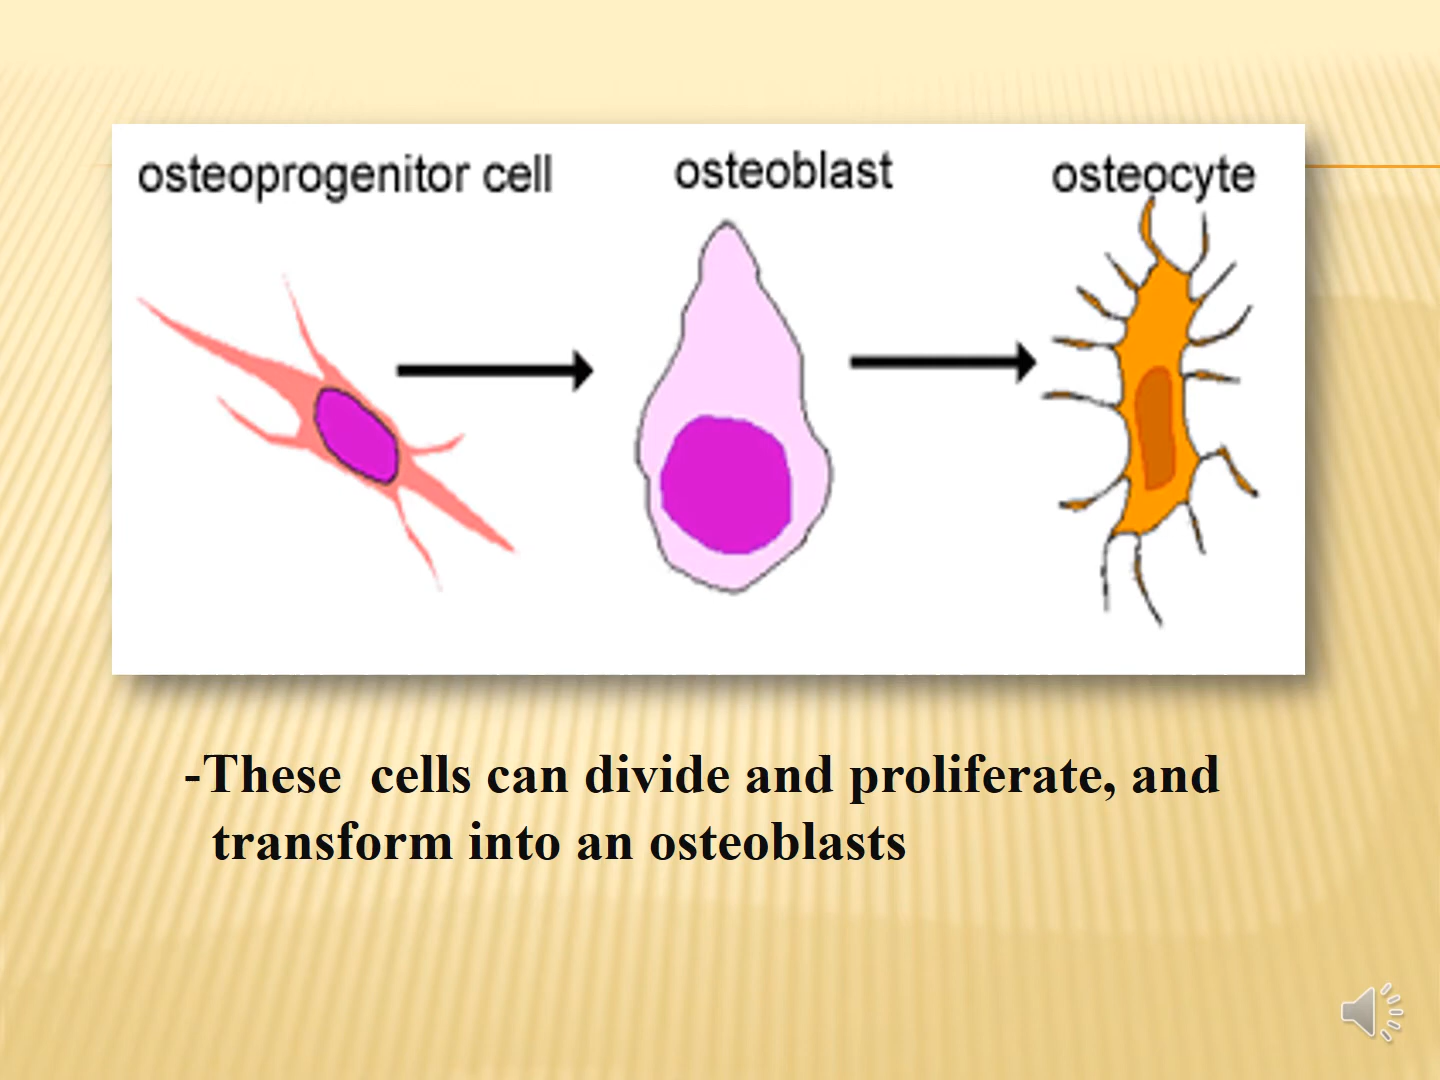 osteoprogenitor cell
osteoblast
osteocyte
-These  cells can divide and proliferate, and
transform into an osteoblasts